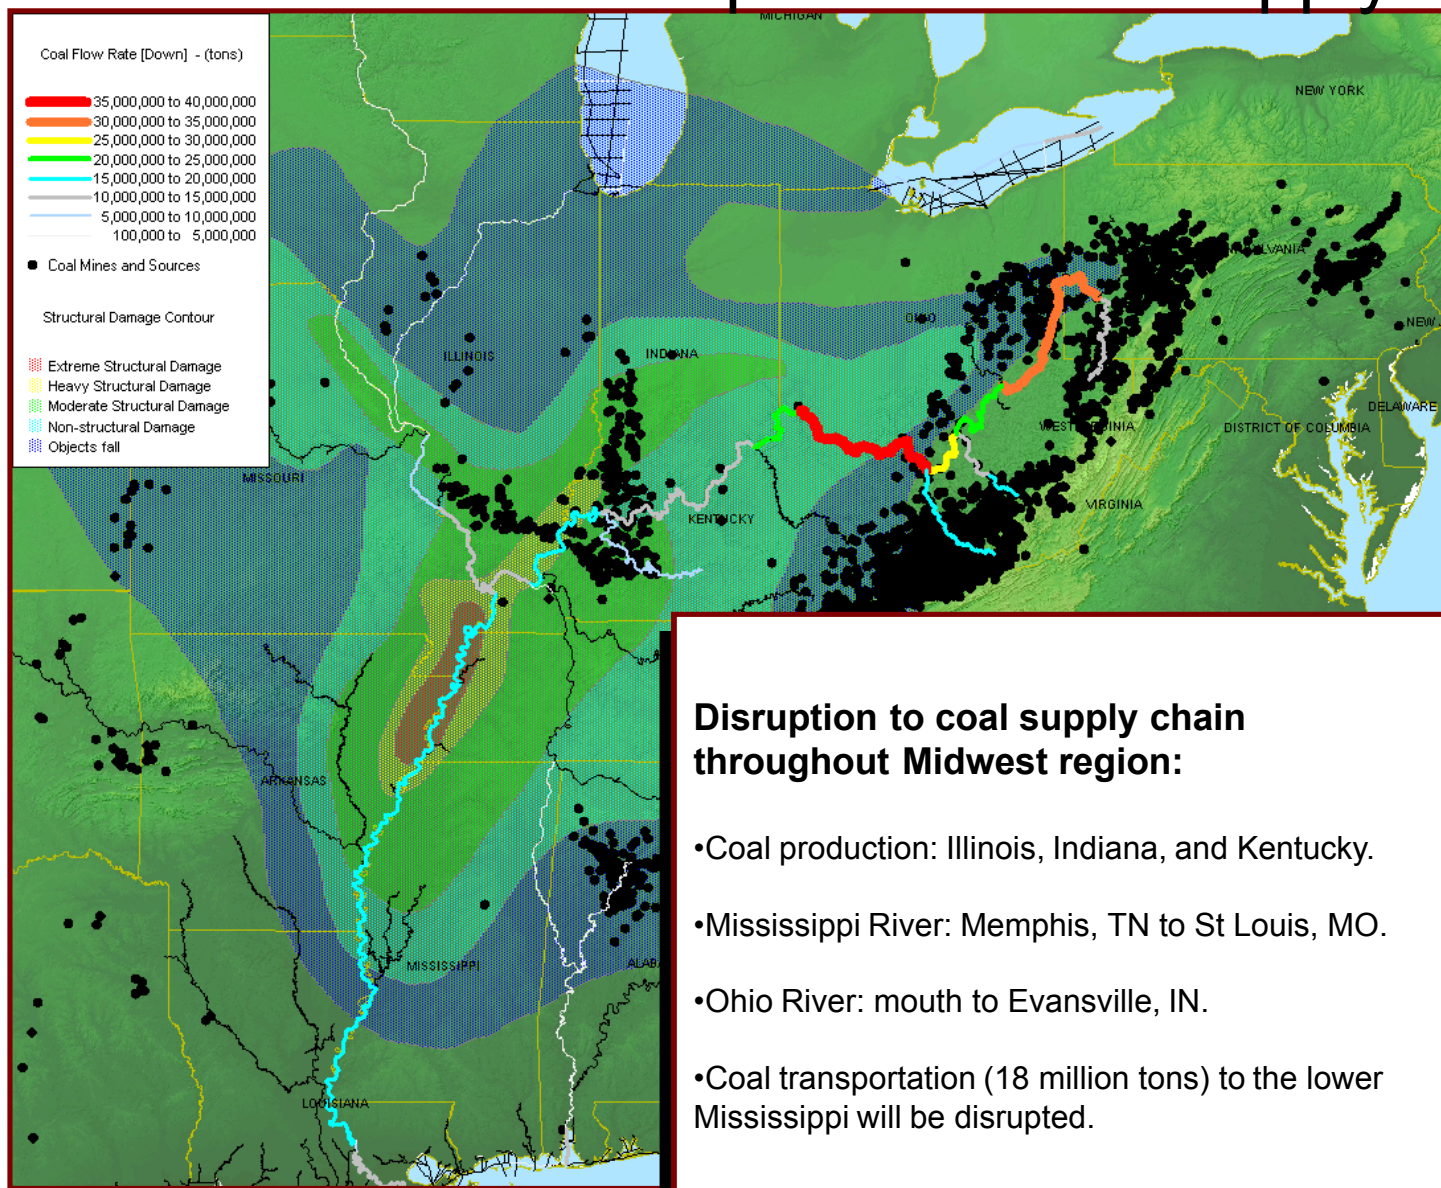 Coal Flow Rate [Down] - (tons)
35,000,000 to 40,000,000
30,000,000 to 35,000,000
25,000,000 to 30,000,000
20,000,000 to 25,000,000
15,000,000 to 20,000,000
10,000,000 to 15,000,000
5,000,000 to 10,000,000
100,000 to 5,000,000
Coal Mines and Sources
Structural Damage Contour
Extreme Structural Damage
Heavy Structural Damage
Moderate Structural Damage
Non-structural Damage
Objects fall
MICHIGAN
NEW YORK
OHIO
ILLINOIS
INDIANA
DELAWARE
DISTRICT OF COLUMBIA
MISSOURI
KENTUCKY
VIRGINIA
ARKANSAS
MISSISSIPPI
LOUISIANA
Disruption to coal supply chain
throughout Midwest region:
•Coal production: Illinois, Indiana, and Kentucky.
•Mississippi River: Memphis, TN to St Louis, MO.
•Ohio River: mouth to Evansville, IN.
•Coal transportation (18 million tons) to the lower
Mississippi will be disrupted.